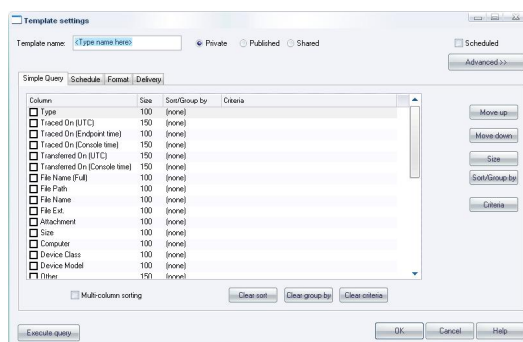 Template settings
Template name: <Type name here> Private Published Shared Scheduled
Advanced >>
Simple Query Schedule Format Delivery
Column Size Sort/Group by Criteria
Type 100 (none)
Traced On (UTC) 150 (none)
Traced On (Endpoint time) 100 (none)
Traced On (Console time) 150 (none)
Transferred On (UTC) 150 (none)
Transferred On (Console time) 150 (none)
File Name (Full) 100 (none)
File Path 100 (none)
File Name 100 (none)
File Ext. 100 (none)
Attachment 100 (none)
Size 100 (none)
Computer 100 (none)
Device Class 100 (none)
Device Model 100 (none)
Other 150 (none)
Move up
Move down
Size
Sort/Group by
Criteria
Multi-column sorting Clear sort Clear group by Clear criteria
Execute query OK Cancel Help